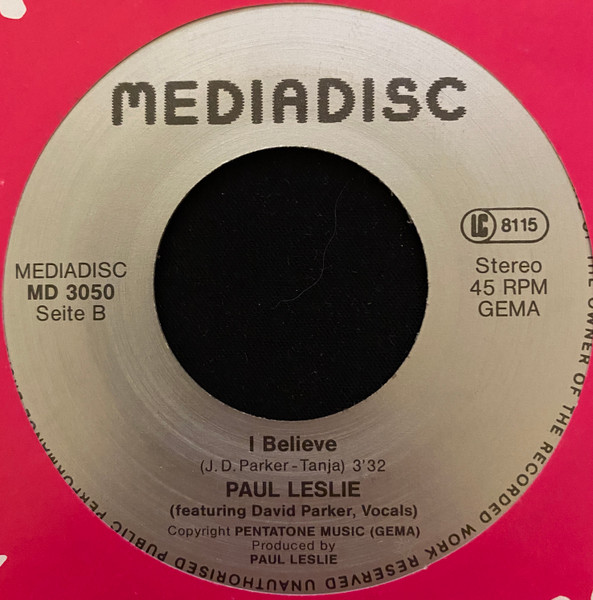 MEDIADISC
LC 8115
MEDIADISC
MD 3050
Seite B
Stereo
45 RPM
GEMA
I Believe
(J. D. Parker - Tanja) 3'32
PAUL LESLIE
(featuring David Parker, Vocals)
Copyright PENTATONE MUSIC (GEMA)
Produced by
PAUL LESLIE
OF THE OWNER OF THE RECORDED WORK RESERVED UNAUTHORISED PUBLIC PERFORMANCE